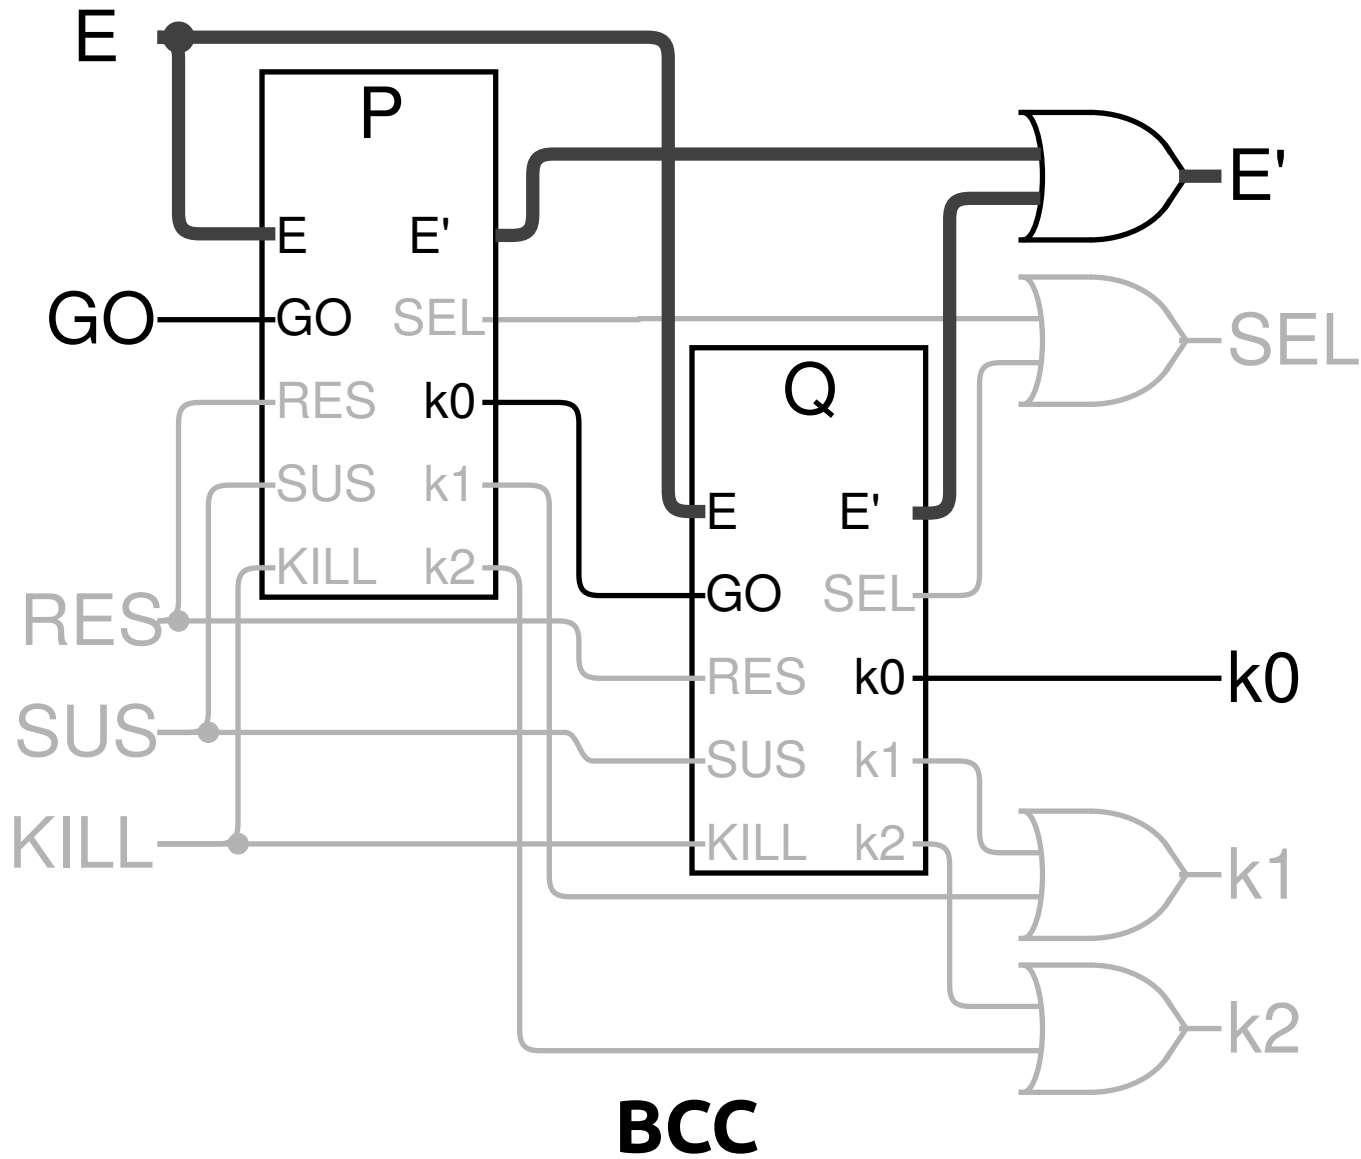 E
P
E E'
GO GO SEL
RES k0
SUS k1
KILL k2
E'
SEL
Q
E E'
GO SEL
RES k0
SUS k1
KILL k2
RES
SUS
KILL
k0
k1
k2
BCC